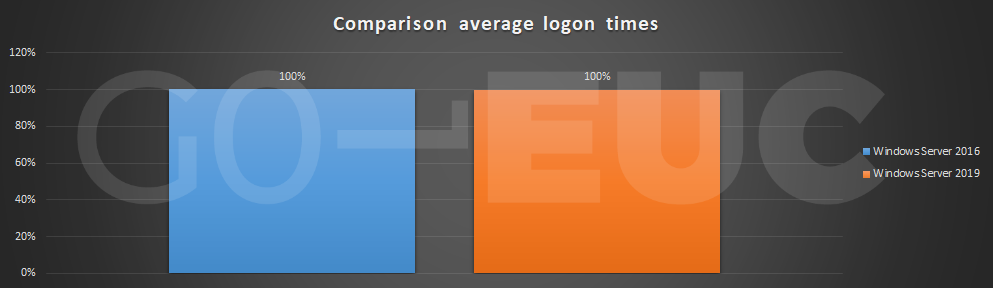 Comparison average logon times
120%
100%
80%
60%
40%
20%
0%
100%
100%
Windows Server 2016
Windows Server 2019
GO-EUC